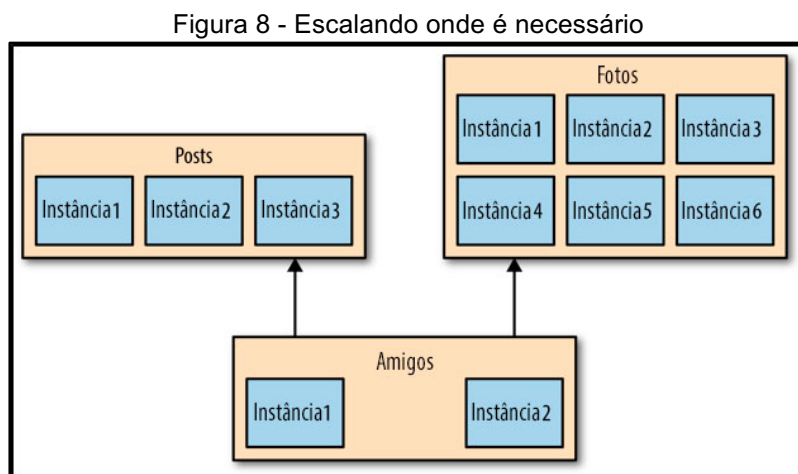 Figura 8 - Escalando onde é necessário
Fotos
Instância1 Instância2 Instância3
Instância4 Instância5 Instância6
Posts
Instância1 Instância2 Instância3
Amigos
Instância1 Instância2